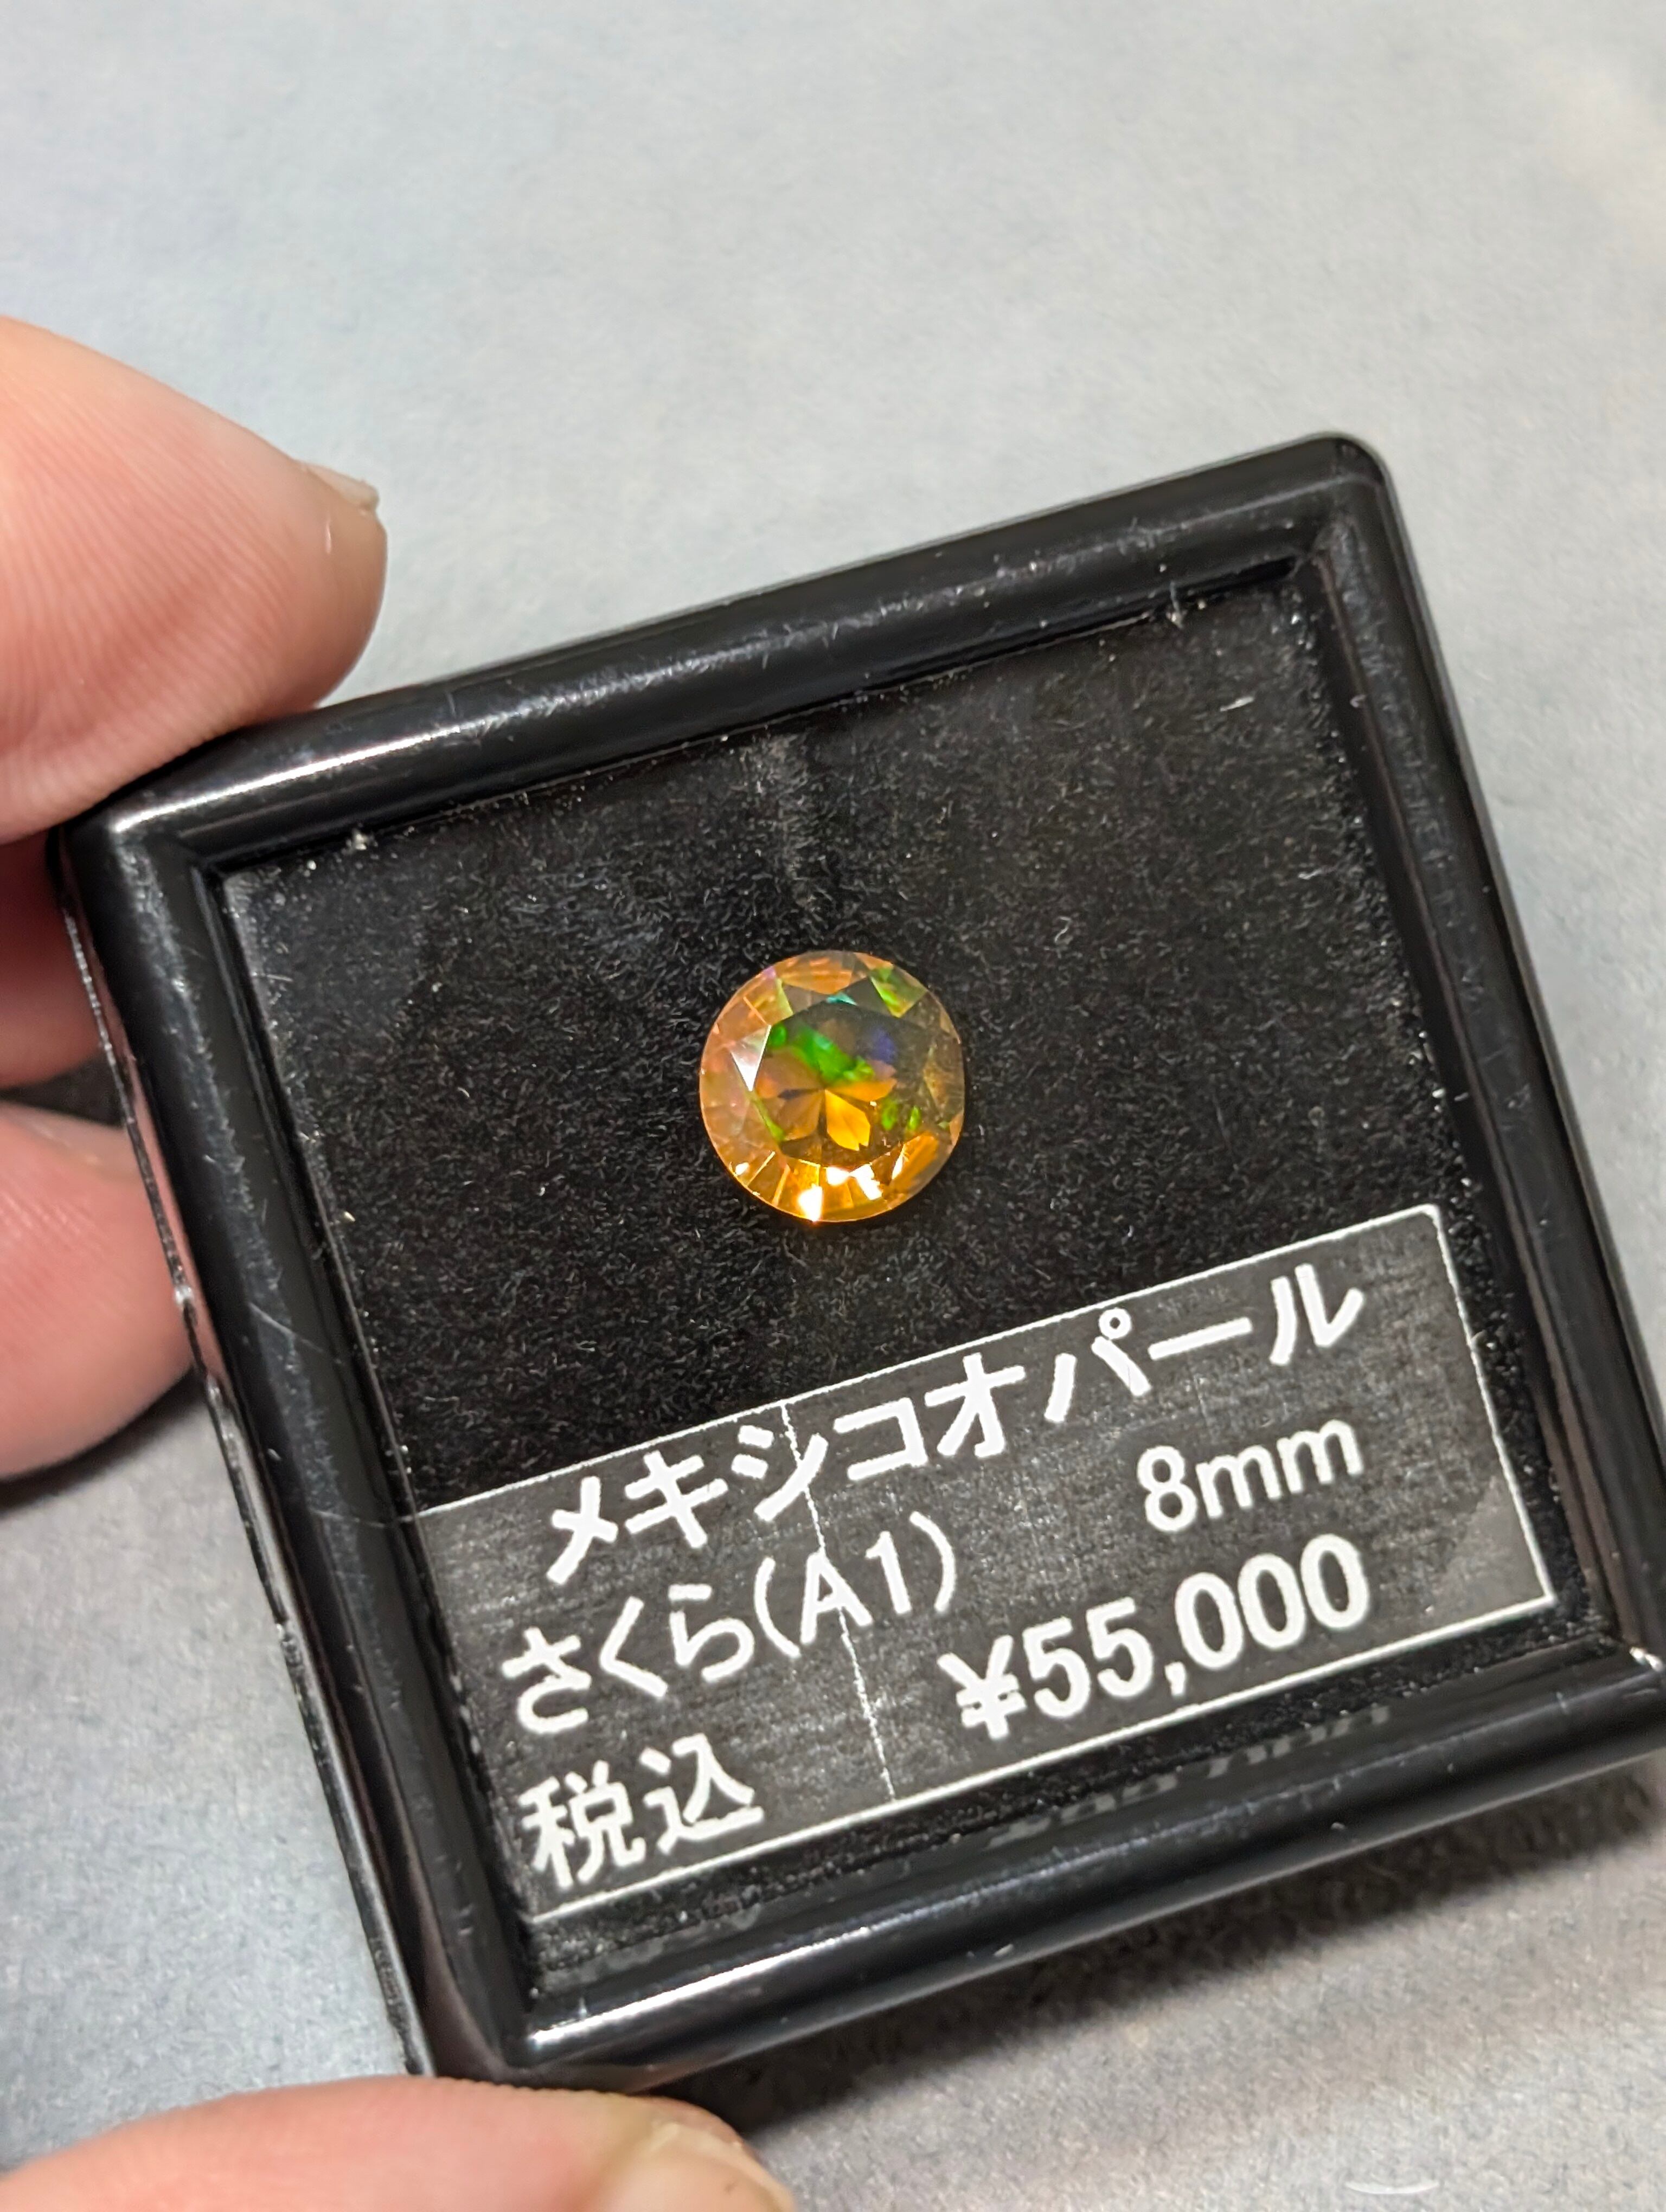 メキシコオパール
さくら(A1) 8mm
税込 ¥55,000